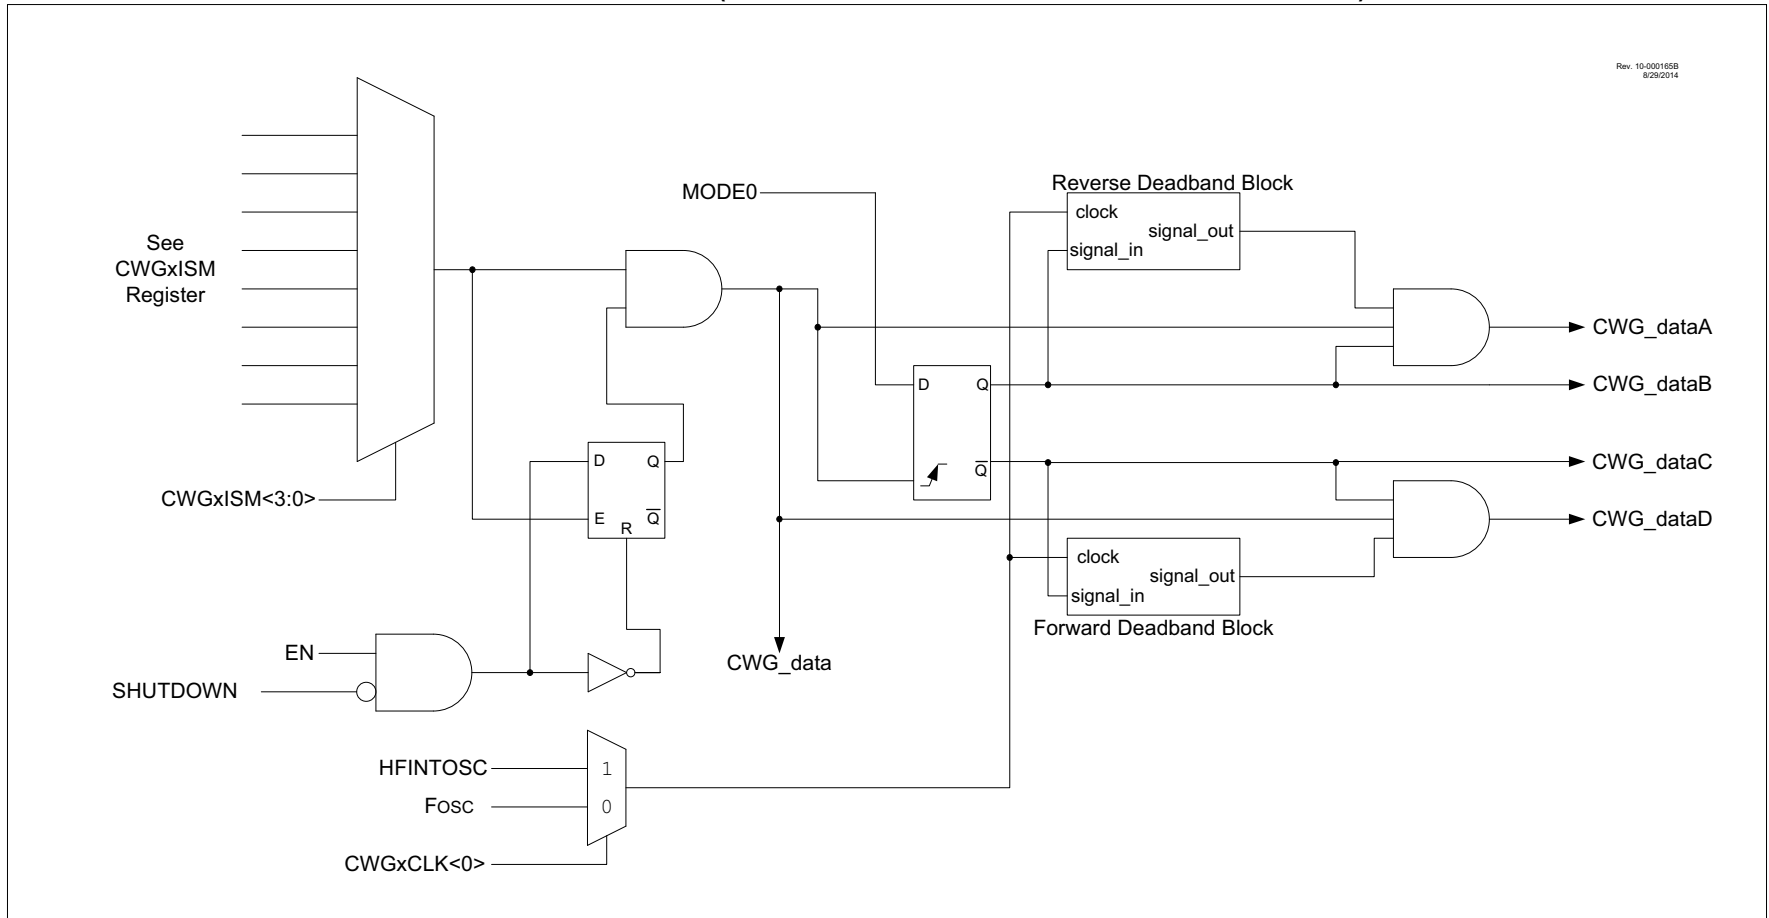 Rev. 10-000165B
8/29/2014
See
CWGxISM
Register
CWGxISM<3:0>
MODE0
Reverse Deadband Block
clock
signal_out
signal_in
CWG_dataA
D
Q
CWG_dataB
Q
CWG_dataC
D
Q
E
Q
R
CWG_dataD
clock
signal_out
signal_in
Forward Deadband Block
EN
SHUTDOWN
CWG_data
HFINTOSC
1
FOSC
0
CWGxCLK<0>